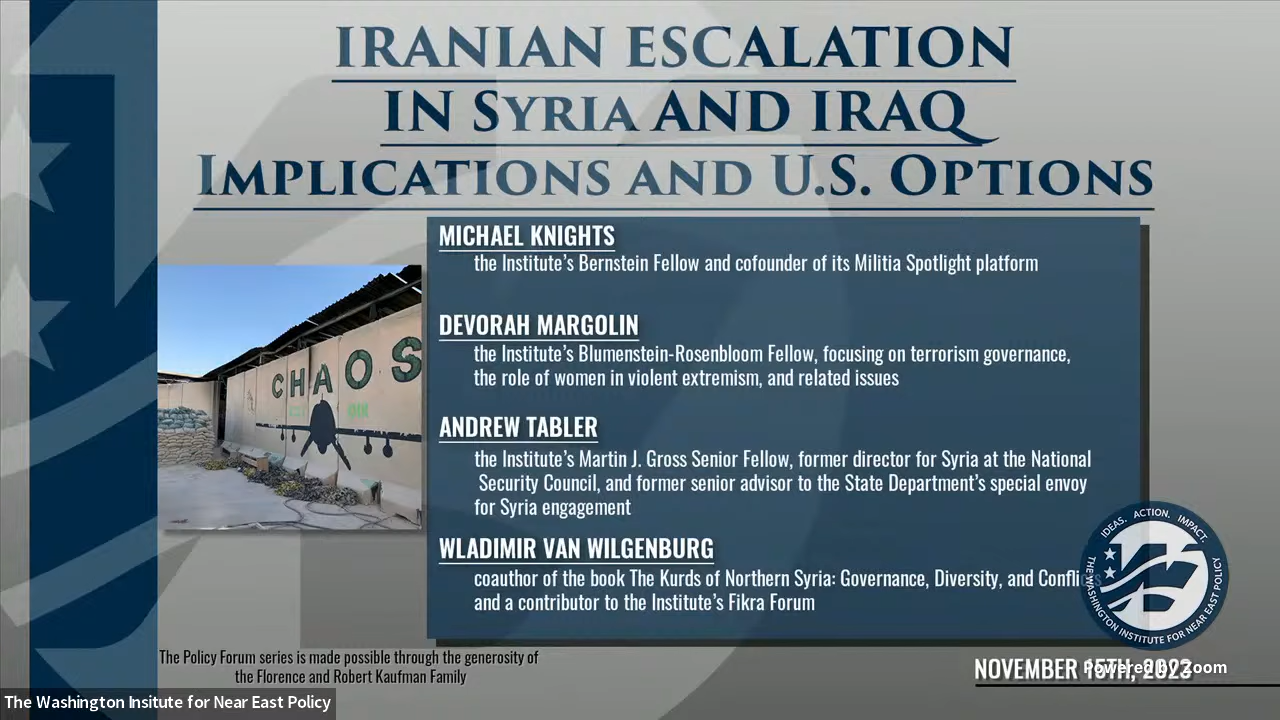 IRANIAN ESCALATION
IN SYRIA AND IRAQ
IMPLICATIONS AND U.S. OPTIONS
MICHAEL KNIGHTS
the Institute's Bernstein Fellow and cofounder of its Militia Spotlight platform
DEVORAH MARGOLIN
the Institute's Blumenstein-Rosenbloom Fellow, focusing on terrorism governance,
the role of women in violent extremism, and related issues
CHAOS
ANDREW TABLER
the Institute's Martin J. Gross Senior Fellow, former director for Syria at the National
Security Council, and former senior advisor to the State Department's special envoy
for Syria engagement
WLADIMIR VAN WILGENBURG
coauthor of the book The Kurds of Northern Syria: Governance, Diversity, and
and a contributor to the Institute's Fikra Forum
IDEAS. ACTION. IMPACT.
THE WASHINGTON INSTITUTE FOR NEAR EAST POLICY
The Policy Forum series is made possible through the generosity of
the Florence and Robert Kaufman Family
NOVEMBER 15TH, 2023
Powered by Zoom
The Washington Insitute for Near East Policy